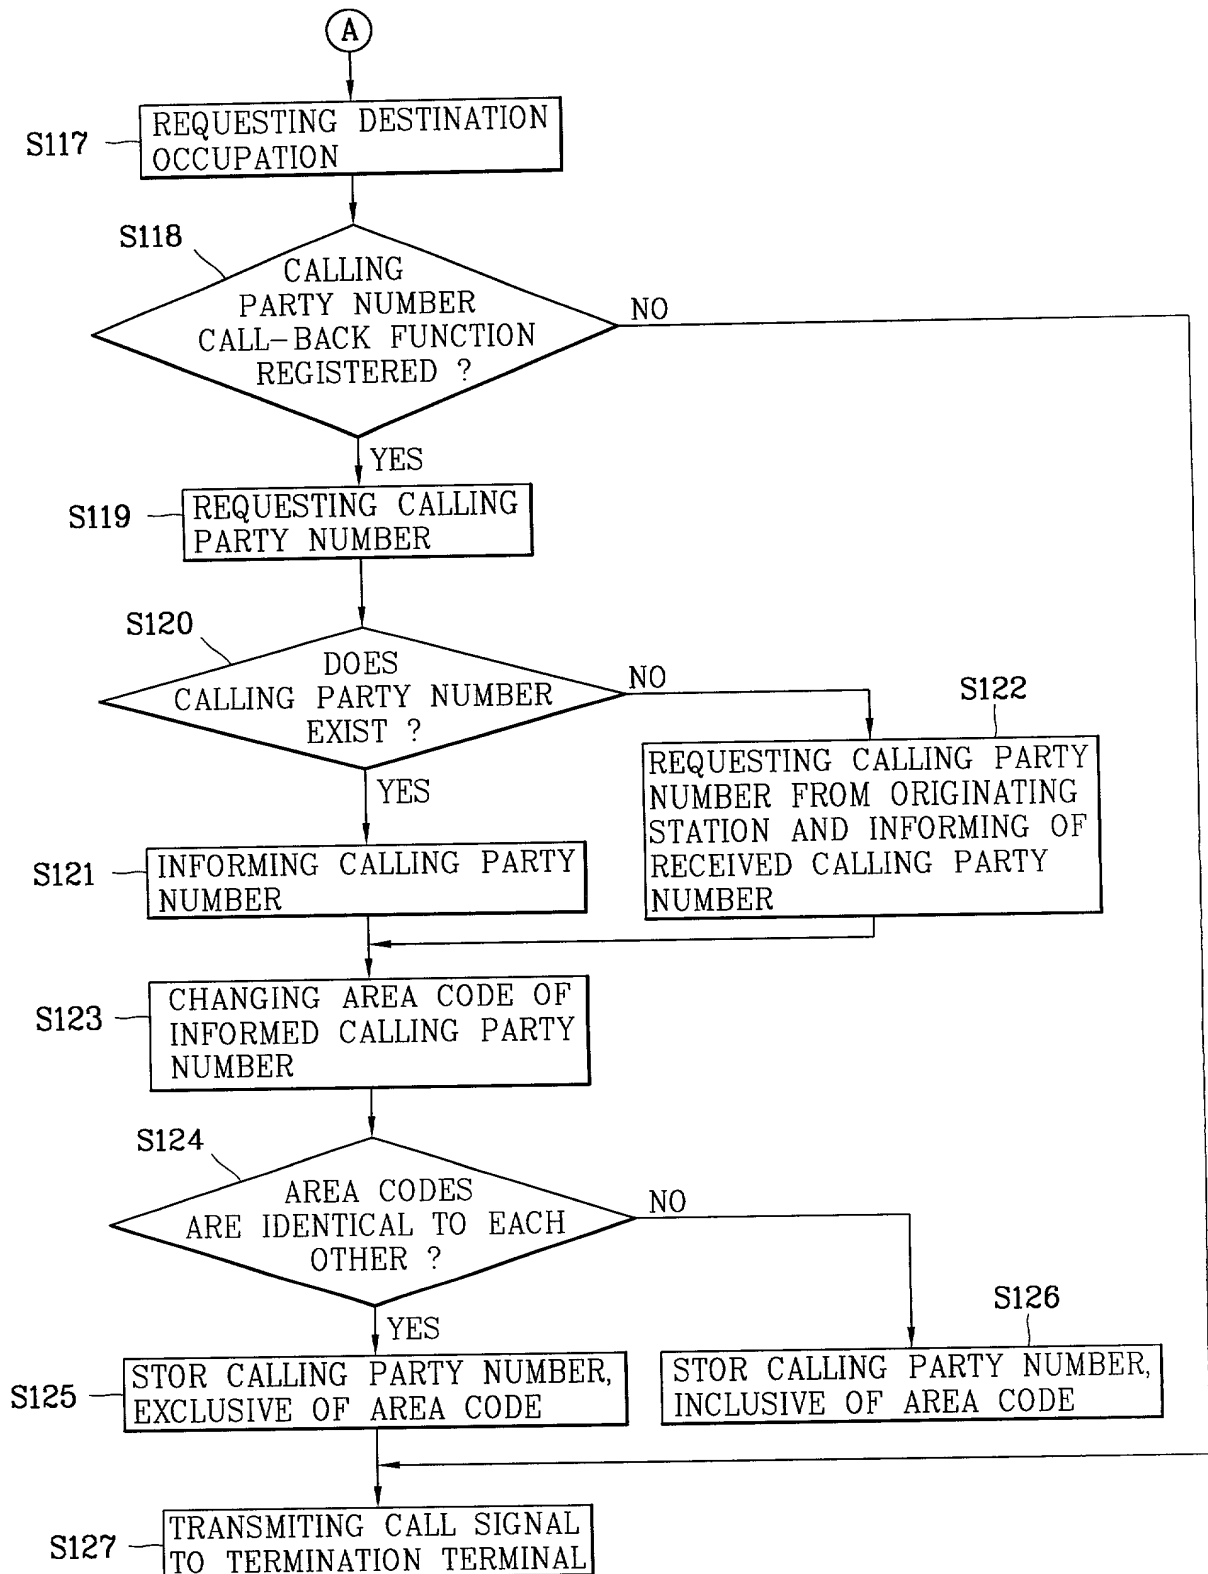 A
S117
REQUESTING DESTINATION
OCCUPATION
S118
CALLING
PARTY NUMBER
CALL-BACK FUNCTION
REGISTERED ?
NO
YES
S119
REQUESTING CALLING
PARTY NUMBER
S120
DOES
CALLING PARTY NUMBER
EXIST ?
NO
YES
S122
REQUESTING CALLING PARTY
NUMBER FROM ORIGINATING
STATION AND INFORMING OF
RECEIVED CALLING PARTY
NUMBER
S121
INFORMING CALLING PARTY
NUMBER
S123
CHANGING AREA CODE OF
INFORMED CALLING PARTY
NUMBER
S124
AREA CODES
ARE IDENTICAL TO EACH
OTHER ?
NO
YES
S125
STOR CALLING PARTY NUMBER,
EXCLUSIVE OF AREA CODE
S126
STOR CALLING PARTY NUMBER,
INCLUSIVE OF AREA CODE
S127
TRANSMITING CALL SIGNAL
TO TERMINATION TERMINAL